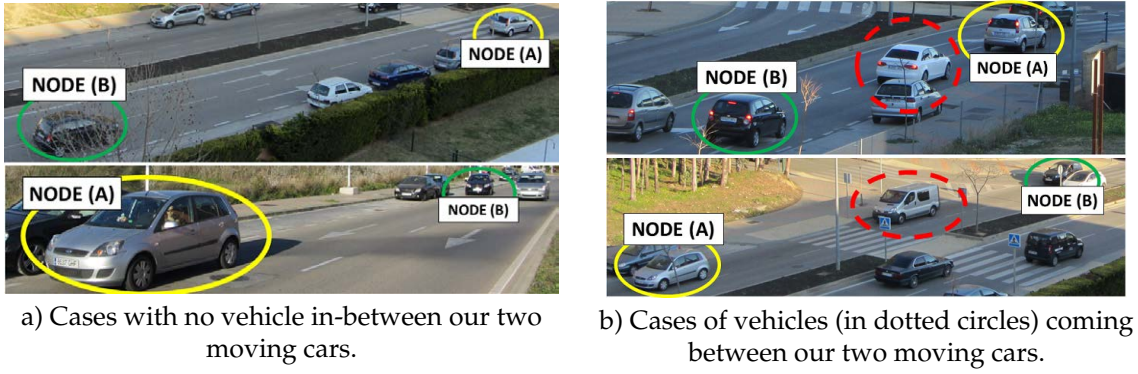 NODE (A)
NODE (B)
NODE (A)
NODE (B)
a) Cases with no vehicle in-between our two
moving cars.
NODE (A)
NODE (B)
NODE (B)
NODE (A)
b) Cases of vehicles (in dotted circles) coming
between our two moving cars.